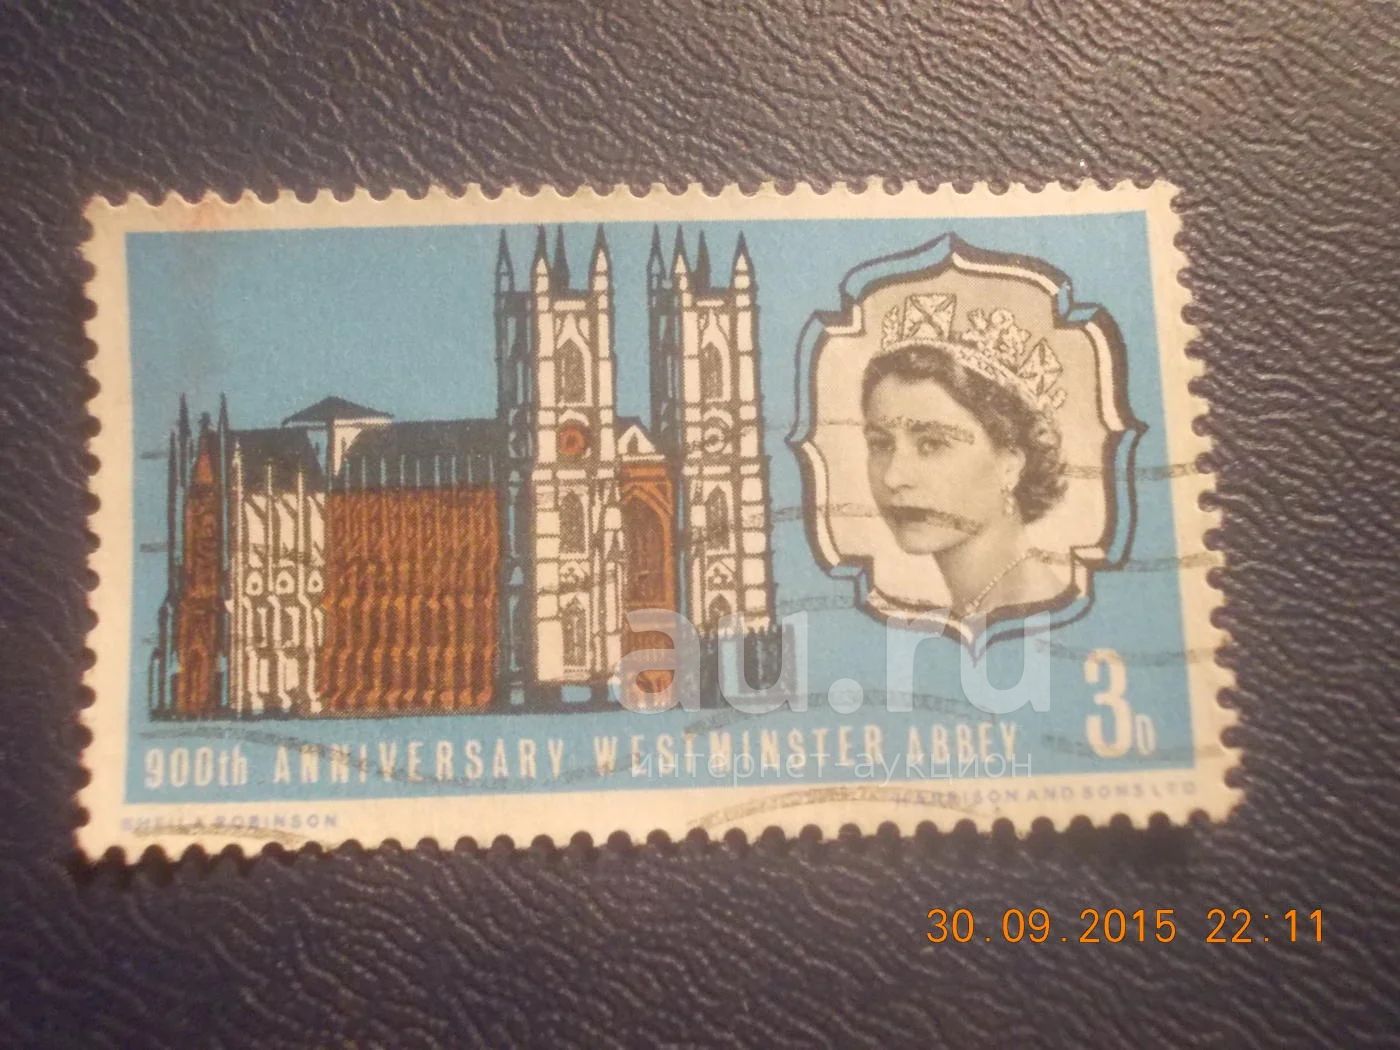 3D
900th ANNIVERSARY WESTMINSTER ABBEY
SHEILA ROBINSON
HARRISON AND SONS LTD
au.ru
интернет-аукцион
30.09.2015 22:11